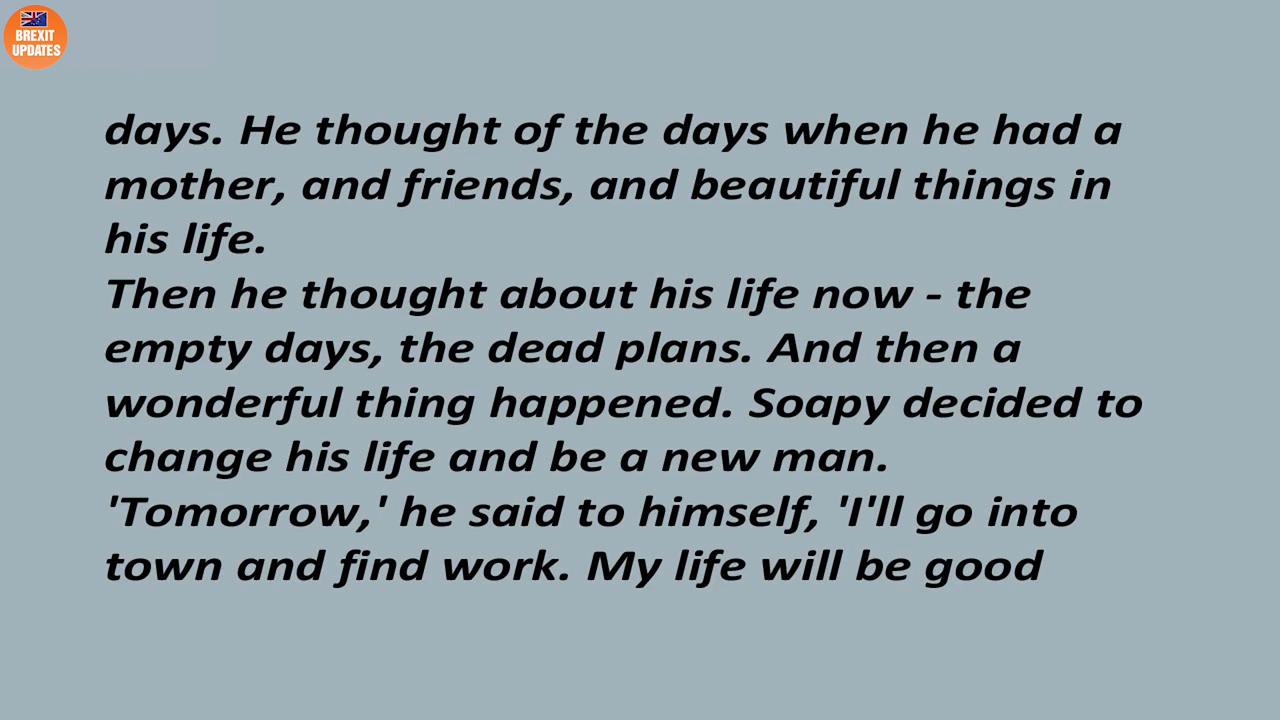 BREXIT
UPDATES
days. He thought of the days when he had a
mother, and friends, and beautiful things in
his life.
Then he thought about his life now - the
empty days, the dead plans. And then a
wonderful thing happened. Soapy decided to
change his life and be a new man.
'Tomorrow,' he said to himself, 'I'll go into
town and find work. My life will be good